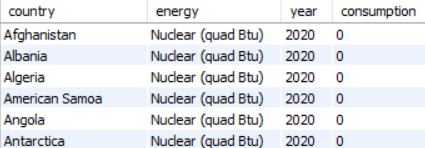 country energy year consumption
Afghanistan Nuclear (quad Btu) 2020 0
Albania Nuclear (quad Btu) 2020 0
Algeria Nuclear (quad Btu) 2020 0
American Samoa Nuclear (quad Btu) 2020 0
Angola Nuclear (quad Btu) 2020 0
Antarctica Nuclear (quad Btu) 2020 0